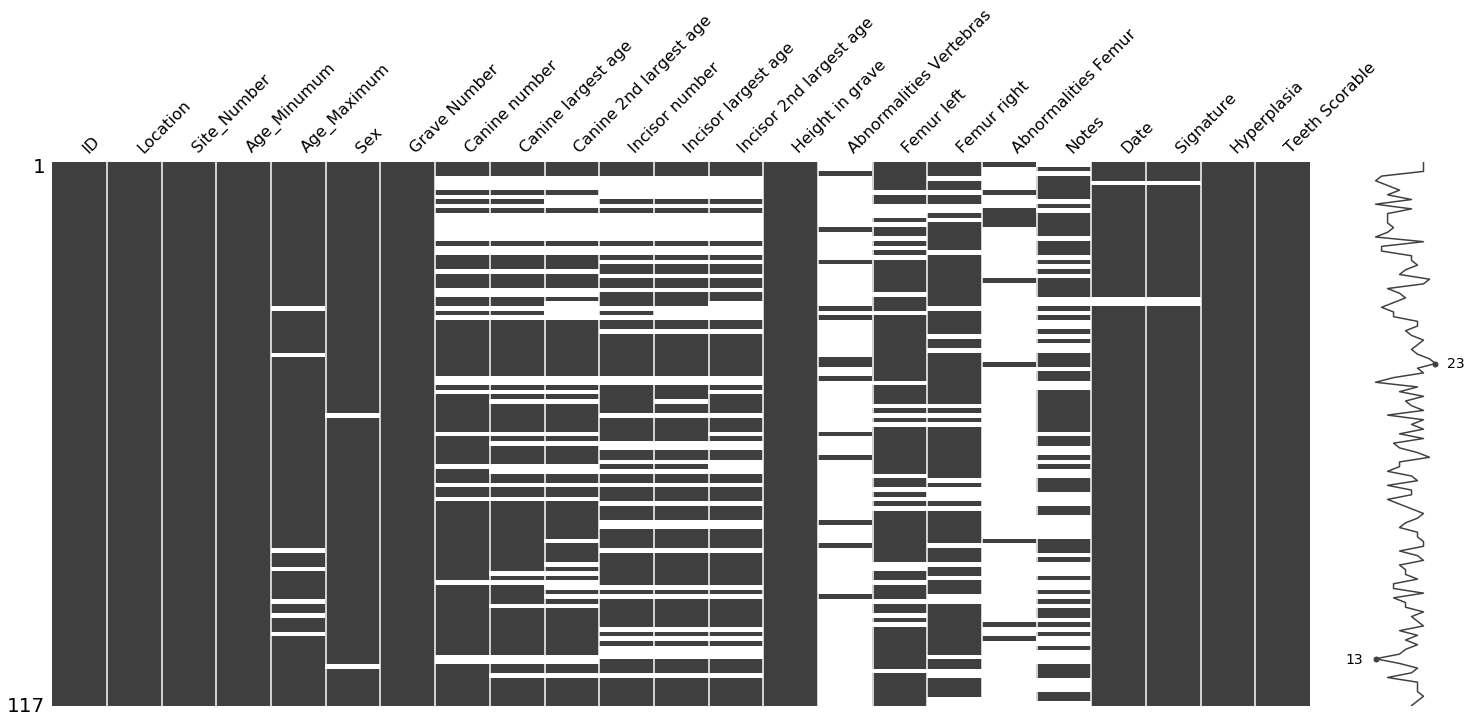 ID
Location
Site_Number
Age_Minumum
Age_Maximum
Sex
Grave Number
Canine number
Canine largest age
Canine 2nd largest age
Incisor number
Incisor largest age
Incisor 2nd largest age
Height in grave
Abnormalities Vertebras
Femur left
Femur right
Abnormalities Femur
Notes
Date
Signature
Hyperplasia
Teeth Scorable
1
23
13
117